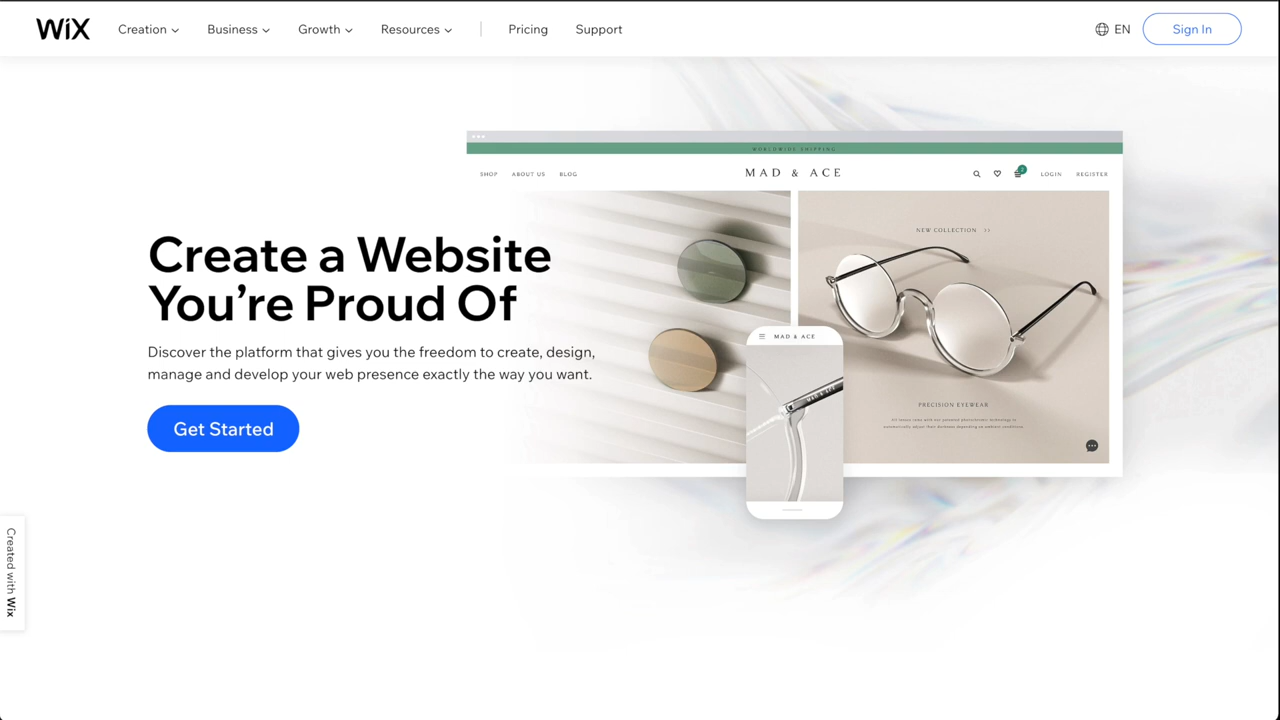 WiX
Creation
Business
Growth
Resources
Pricing
Support
EN
Sign In
Create a Website
You're Proud Of
Discover the platform that gives you the freedom to create, design,
manage and develop your web presence exactly the way you want.
Get Started
WORLDWIDE SHIPPING
SHOP
ABOUT US
BLOG
MAD & ACE
LOGIN
REGISTER
NEW COLLECTION >>
MAD & ACE
MAD & ACE
PRECISION EYEWEAR
Created with Wix